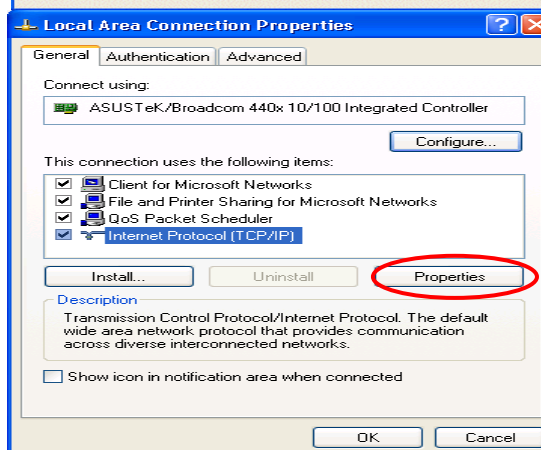 Local Area Connection Properties
General Authentication Advanced
Connect using:
ASUSTeK/Broadcom 440x 10/100 Integrated Controller
Configure...
This connection uses the following items:
Client for Microsoft Networks
File and Printer Sharing for Microsoft Networks
QoS Packet Scheduler
Internet Protocol (TCP/IP)
Install... Uninstall Properties
Description
Transmission Control Protocol/Internet Protocol. The default
wide area network protocol that provides communication
across diverse interconnected networks.
Show icon in notification area when connected
OK Cancel